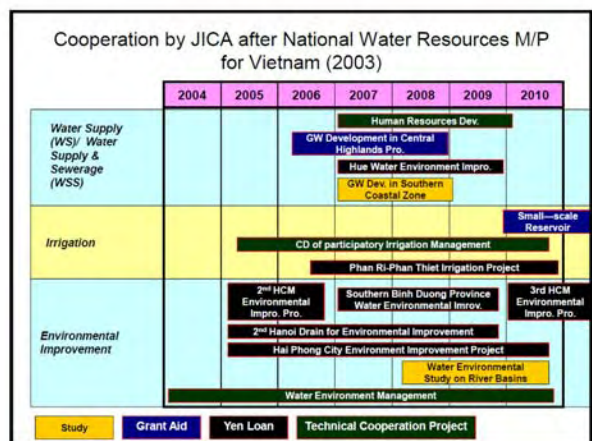 Cooperation by JICA after National Water Resources M/P
for Vietnam (2003)
2004 2005 2006 2007 2008 2009 2010
Water Supply
(WS)/ Water
Supply &
Sewerage
(WSS)
Human Resources Dev.
GW Development in Central
Highlands Pro.
Hue Water Environment Impro.
GW Dev. in Southern
Coastal Zone
Irrigation
Small—scale
Reservoir
CD of participatory Irrigation Management
Phan Ri-Phan Thiet Irrigation Project
Environmental
Improvement
2nd HCM
Environmental
Impro. Pro.
Southern Binh Duong Province
Water Environmental Imrov.
3rd HCM
Environmental
Impro. Pro.
2nd Hanoi Drain for Environmental Improvement
Hai Phong City Environment Improvement Project
Water Environmental
Study on River Basins
Water Environment Management
Study Grant Aid Yen Loan Technical Cooperation Project